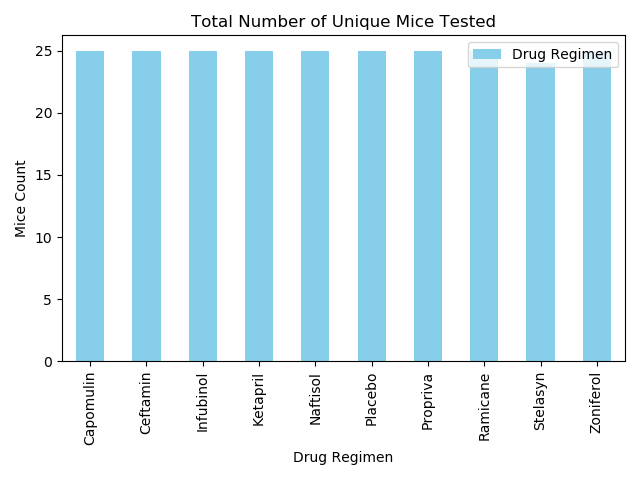 Total Number of Unique Mice Tested
Drug Regimen
25
20
15
10
5
0
Mice Count
Capomulin
Ceftamin
Infubinol
Ketapril
Naftisol
Placebo
Propriva
Ramicane
Stelasyn
Zoniferol
Drug Regimen